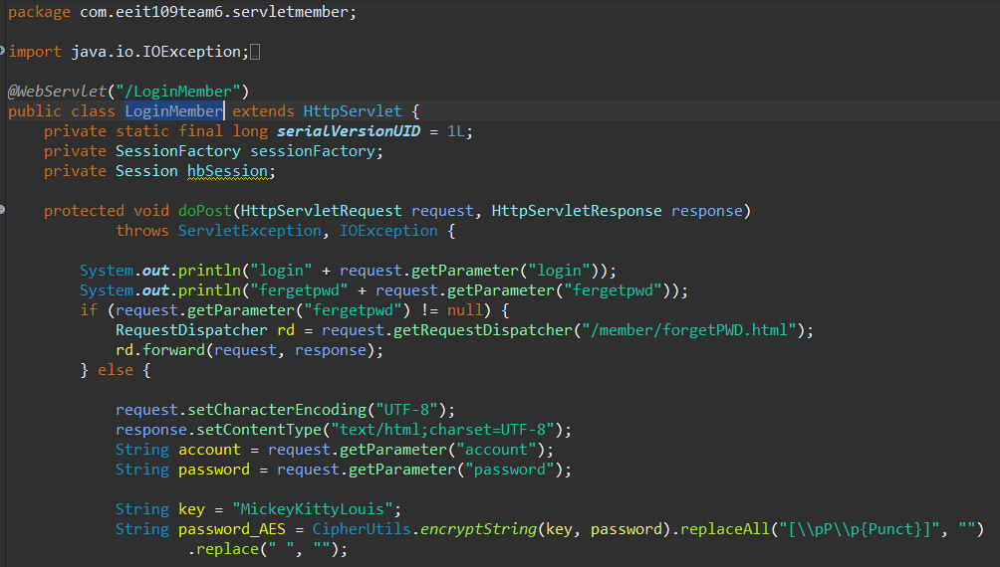 package com.eeit109team6.servletmember;
import java.io.IOException;
@WebServlet("/LoginMember")
public class LoginMember extends HttpServlet {
private static final long serialVersionUID = 1L;
private SessionFactory sessionFactory;
private Session hbSession;
protected void doPost(HttpServletRequest request, HttpServletResponse response)
throws ServletException, IOException {
System.out.println("login" + request.getParameter("login"));
System.out.println("fergetpwd" + request.getParameter("fergetpwd"));
if (request.getParameter("fergetpwd") != null) {
RequestDispatcher rd = request.getRequestDispatcher("/member/forgetPWD.html");
rd.forward(request, response);
} else {
request.setCharacterEncoding("UTF-8");
response.setContentType("text/html;charset=UTF-8");
String account = request.getParameter("account");
String password = request.getParameter("password");
String key = "MickeyKittyLouis";
String password_AES = CipherUtils.encryptString(key, password).replaceAll("[\\pP\\p{Punct}]", "")
.replace(" ", "");